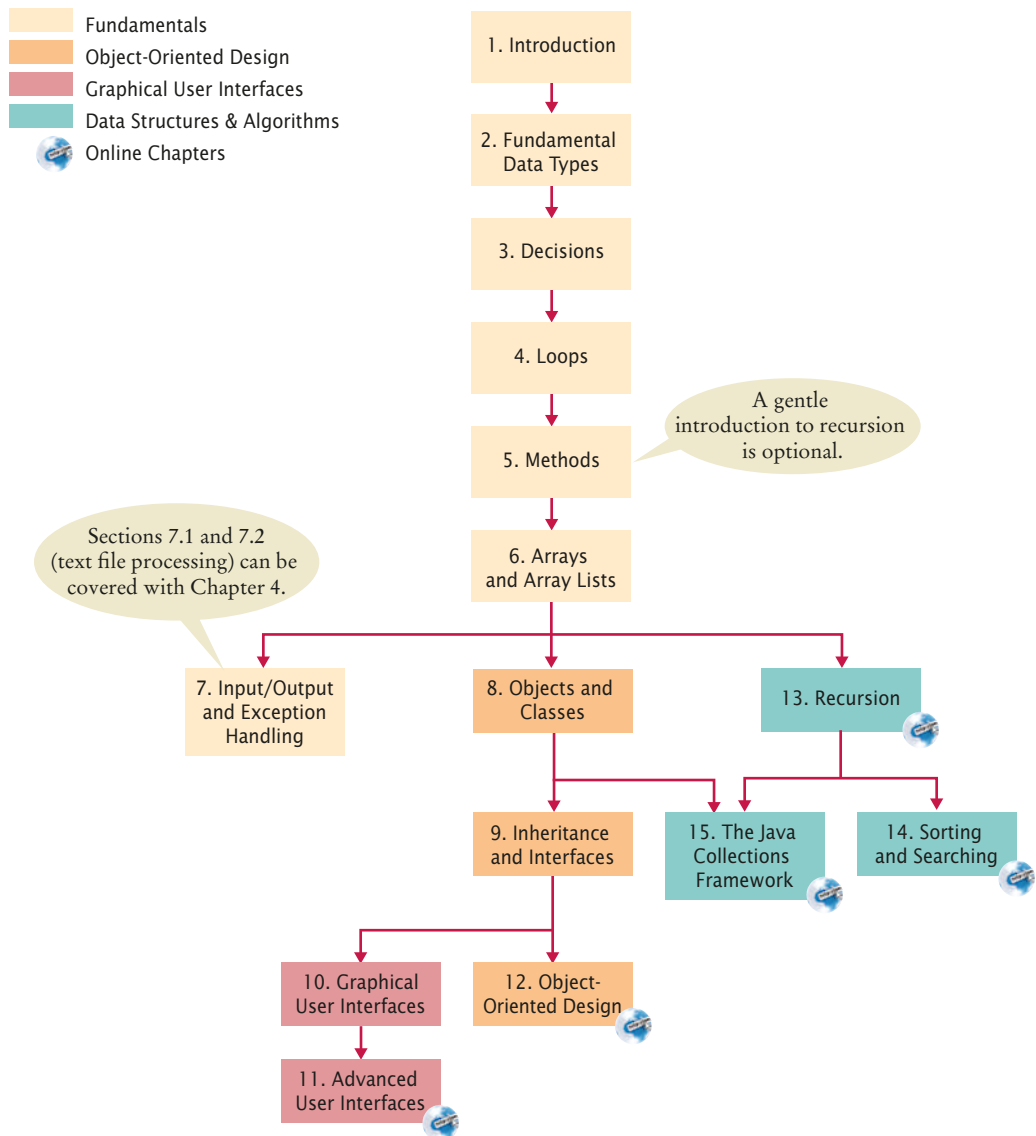 Fundamentals
Object-Oriented Design
Graphical User Interfaces
Data Structures & Algorithms
Online Chapters
1. Introduction
2. Fundamental
Data Types
3. Decisions
4. Loops
A gentle
introduction to recursion
is optional.
5. Methods
Sections 7.1 and 7.2
(text file processing) can be
covered with Chapter 4.
6. Arrays
and Array Lists
7. Input/Output
and Exception
Handling
8. Objects and
Classes
13. Recursion
9. Inheritance
and Interfaces
15. The Java
Collections
Framework
14. Sorting
and Searching
10. Graphical
User Interfaces
12. Object-
Oriented Design
11. Advanced
User Interfaces